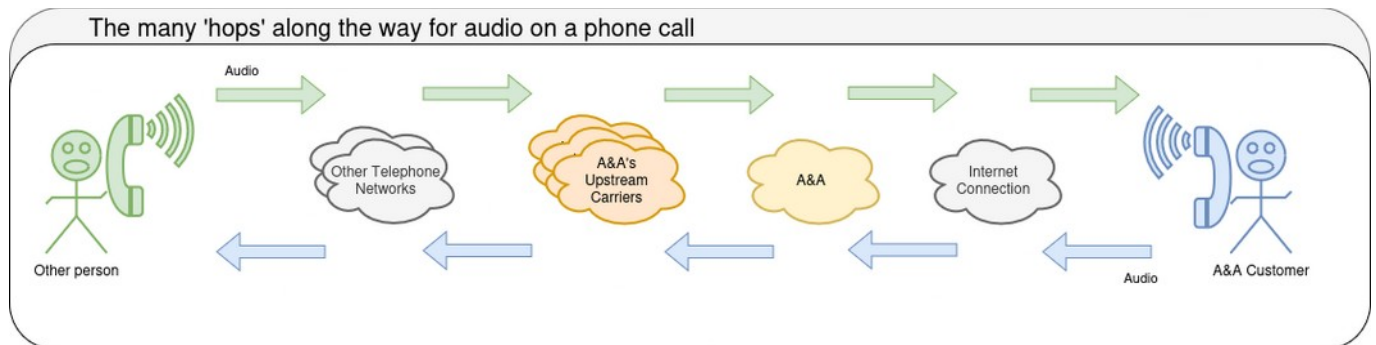 The many 'hops' along the way for audio on a phone call
Audio
Other person
Other Telephone
Networks
A&A's
Upstream
Carriers
A&A
Internet
Connection
Audio
A&A Customer